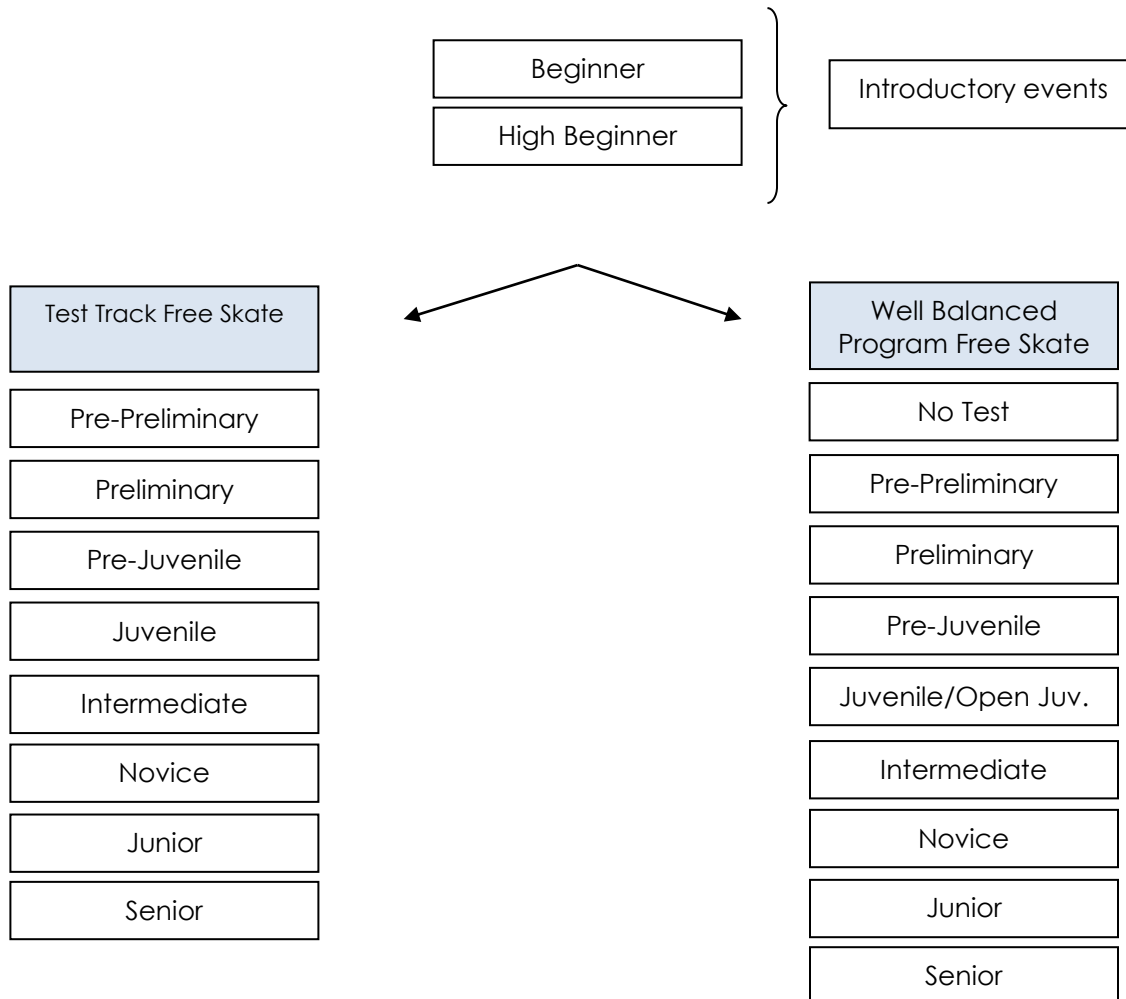 Beginner
High Beginner
Introductory events
Test Track Free Skate
Pre-Preliminary
Preliminary
Pre-Juvenile
Juvenile
Intermediate
Novice
Junior
Senior
Well Balanced
Program Free Skate
No Test
Pre-Preliminary
Preliminary
Pre-Juvenile
Juvenile/Open Juv.
Intermediate
Novice
Junior
Senior